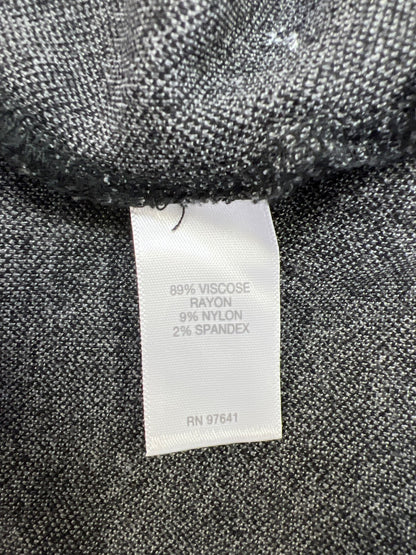 89% VISCOSE
RAYON
9% NYLON
2% SPANDEX
RN 97641